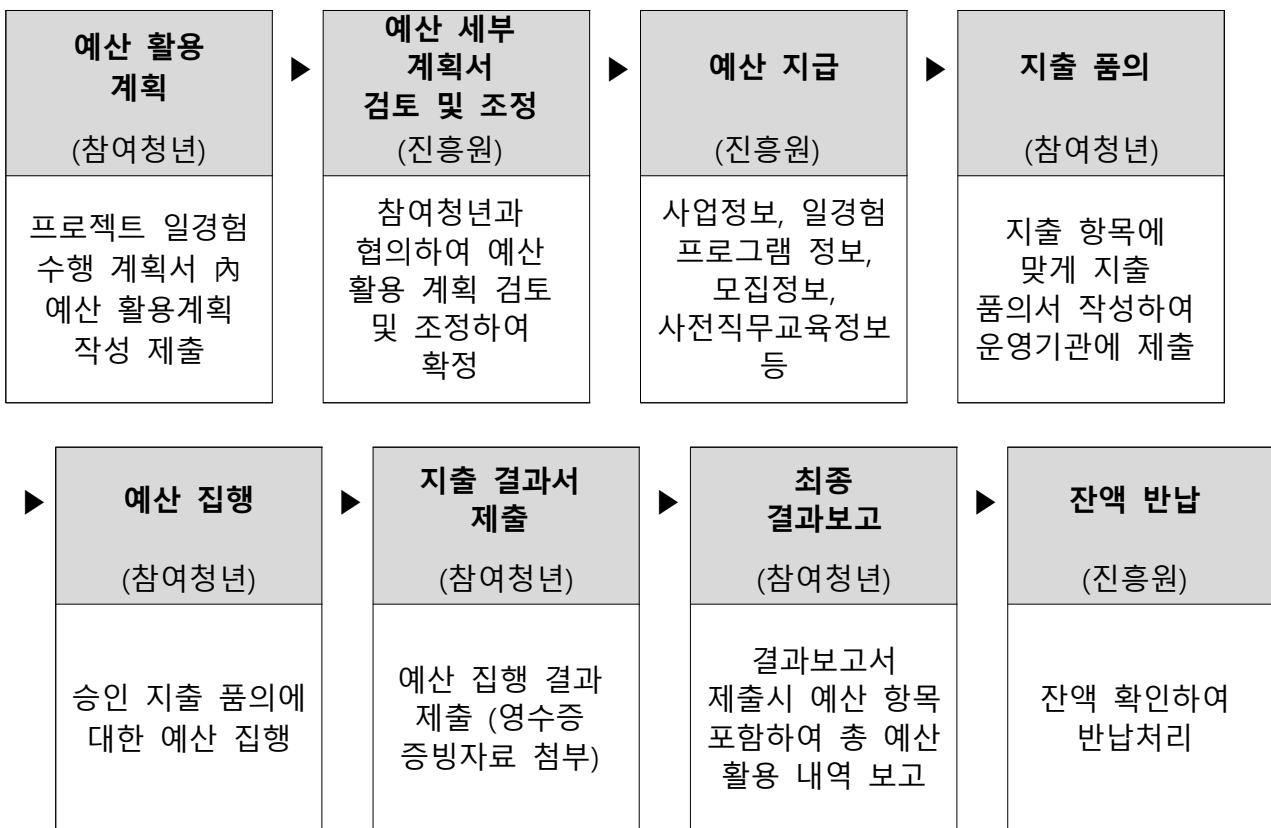 예산 활용
계획
(참여청년)
프로젝트 일경험
수행 계획서 內
예산 활용계획
작성 제출
▶
예산 세부
계획서
검토 및 조정
(진흥원)
참여청년과
협의하여 예산
활용 계획 검토
및 조정하여
확정
▶
예산 지급
(진흥원)
사업정보, 일경험
프로그램 정보,
모집정보,
사전직무교육정보
등
▶
지출 품의
(참여청년)
지출 항목에
맞게 지출
품의서 작성하여
운영기관에 제출
▶
예산 집행
(참여청년)
승인 지출 품의에
대한 예산 집행
▶
지출 결과서
제출
(참여청년)
예산 집행 결과
제출 (영수증
증빙자료 첨부)
▶
최종
결과보고
(참여청년)
결과보고서
제출시 예산 항목
포함하여 총 예산
활용 내역 보고
▶
잔액 반납
(진흥원)
잔액 확인하여
반납처리